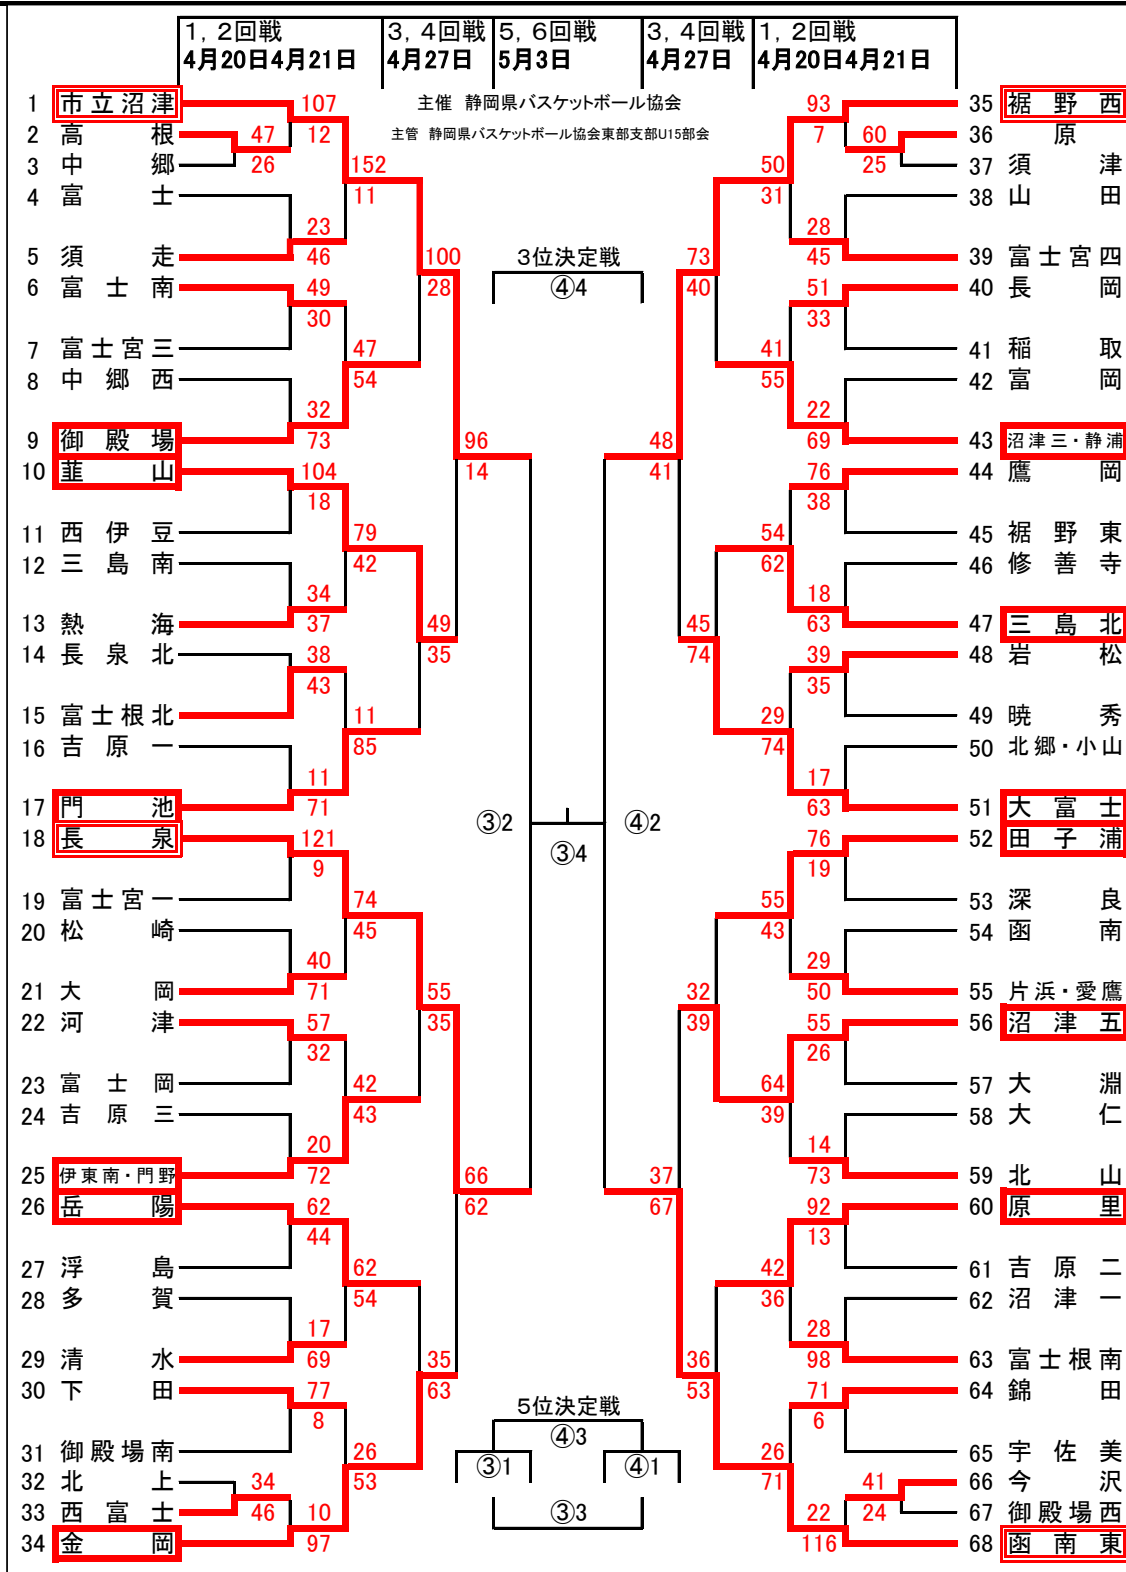 1，2回戦 3，4回戦 5，6回戦 3，4回戦 1，2回戦
4月20日4月21日 4月27日 5月3日 4月27日 4月20日4月21日
主催 静岡県バスケットボール協会
主管 静岡県バスケットボール協会東部支部U15部会
1 市立沼津 107 93 35 裾野西
2 高根 47 12 7 60 36 原
3 中郷 26 152 50 25 37 須津
4 富士 11 31 38 山田
23 28
5 須走 46 100 3位決定戦 73 45 39 富士宮四
6 富士南 49 28 ④4 40 51 40 長岡
30 33
7 富士宮三 47 41 41 稲取
8 中郷西 54 55 42 富岡
32 22
9 御殿場 73 96 48 69 43 沼津三・静浦
10 韮山 104 14 41 76 44 鷹岡
18 38
11 西伊豆 79 54 45 裾野東
12 三島南 42 62 46 修善寺
34 18
13 熱海 37 49 45 63 47 三島北
14 長泉北 38 35 74 39 48 岩松
43 35
15 富士根北 11 29 49 暁秀
16 吉原一 85 74 50 北郷・小山
11 17
17 門池 71 63 51 大富士
③2 ④2
18 長泉 121 ③4 76 52 田子浦
9 19
19 富士宮一 74 55 53 深良
20 松崎 45 43 54 函南
40 29
21 大岡 71 55 32 50 55 片浜・愛鷹
22 河津 57 35 39 55 56 沼津五
32 26
23 富士岡 42 64 57 大淵
24 吉原三 43 39 58 大仁
20 14
25 伊東南・門野 72 66 37 73 59 北山
26 岳陽 62 62 67 92 60 原里
44 13
27 浮島 62 42 61 吉原二
28 多賀 54 36 62 沼津一
17 28
29 清水 69 35 36 98 63 富士根南
30 下田 77 63 5位決定戦 53 71 64 錦田
8 ④3 6
31 御殿場南 26 ③1 ④1 26 65 宇佐美
32 北上 34 53 71 41 66 今沢
33 西富士 46 10 ③3 22 24 67 御殿場西
34 金岡 97 116 68 函南東